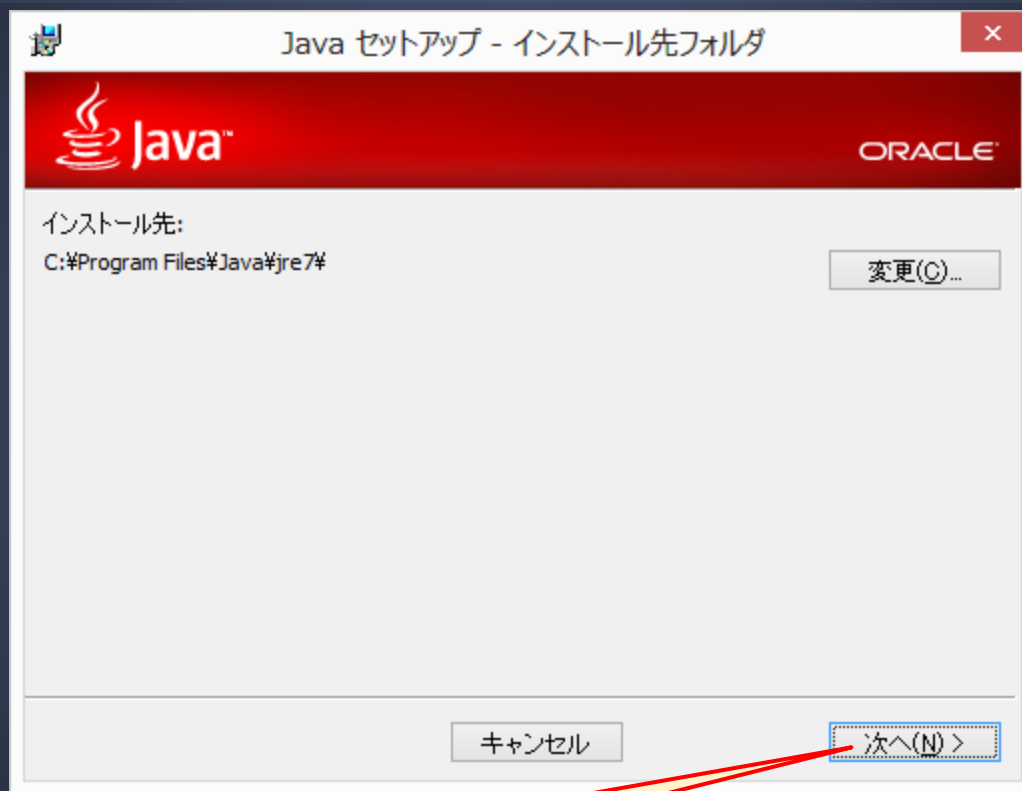 Java セットアップ - インストール先フォルダ
Java™
ORACLE
インストール先:
C:¥Program Files¥Java¥jre7¥
変更(C)...
キャンセル
次へ(N) >